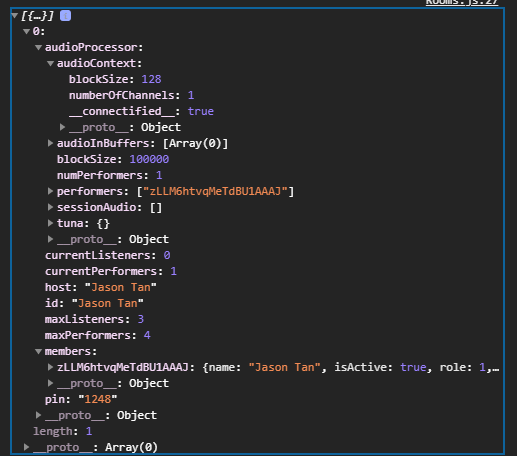 Rooms.js:27
[{…}] i
0:
audioProcessor:
audioContext:
blockSize: 128
numberOfChannels: 1
__connectified__: true
__proto__: Object
audioInBuffers: [Array(0)]
blockSize: 100000
numPerformers: 1
performers: ["zLLM6htvqMeTdBU1AAAJ"]
sessionAudio: []
tuna: {}
__proto__: Object
currentListeners: 0
currentPerformers: 1
host: "Jason Tan"
id: "Jason Tan"
maxListeners: 3
maxPerformers: 4
members:
zLLM6htvqMeTdBU1AAAJ: {name: "Jason Tan", isActive: true, role: 1,…
__proto__: Object
pin: "1248"
__proto__: Object
length: 1
__proto__: Array(0)